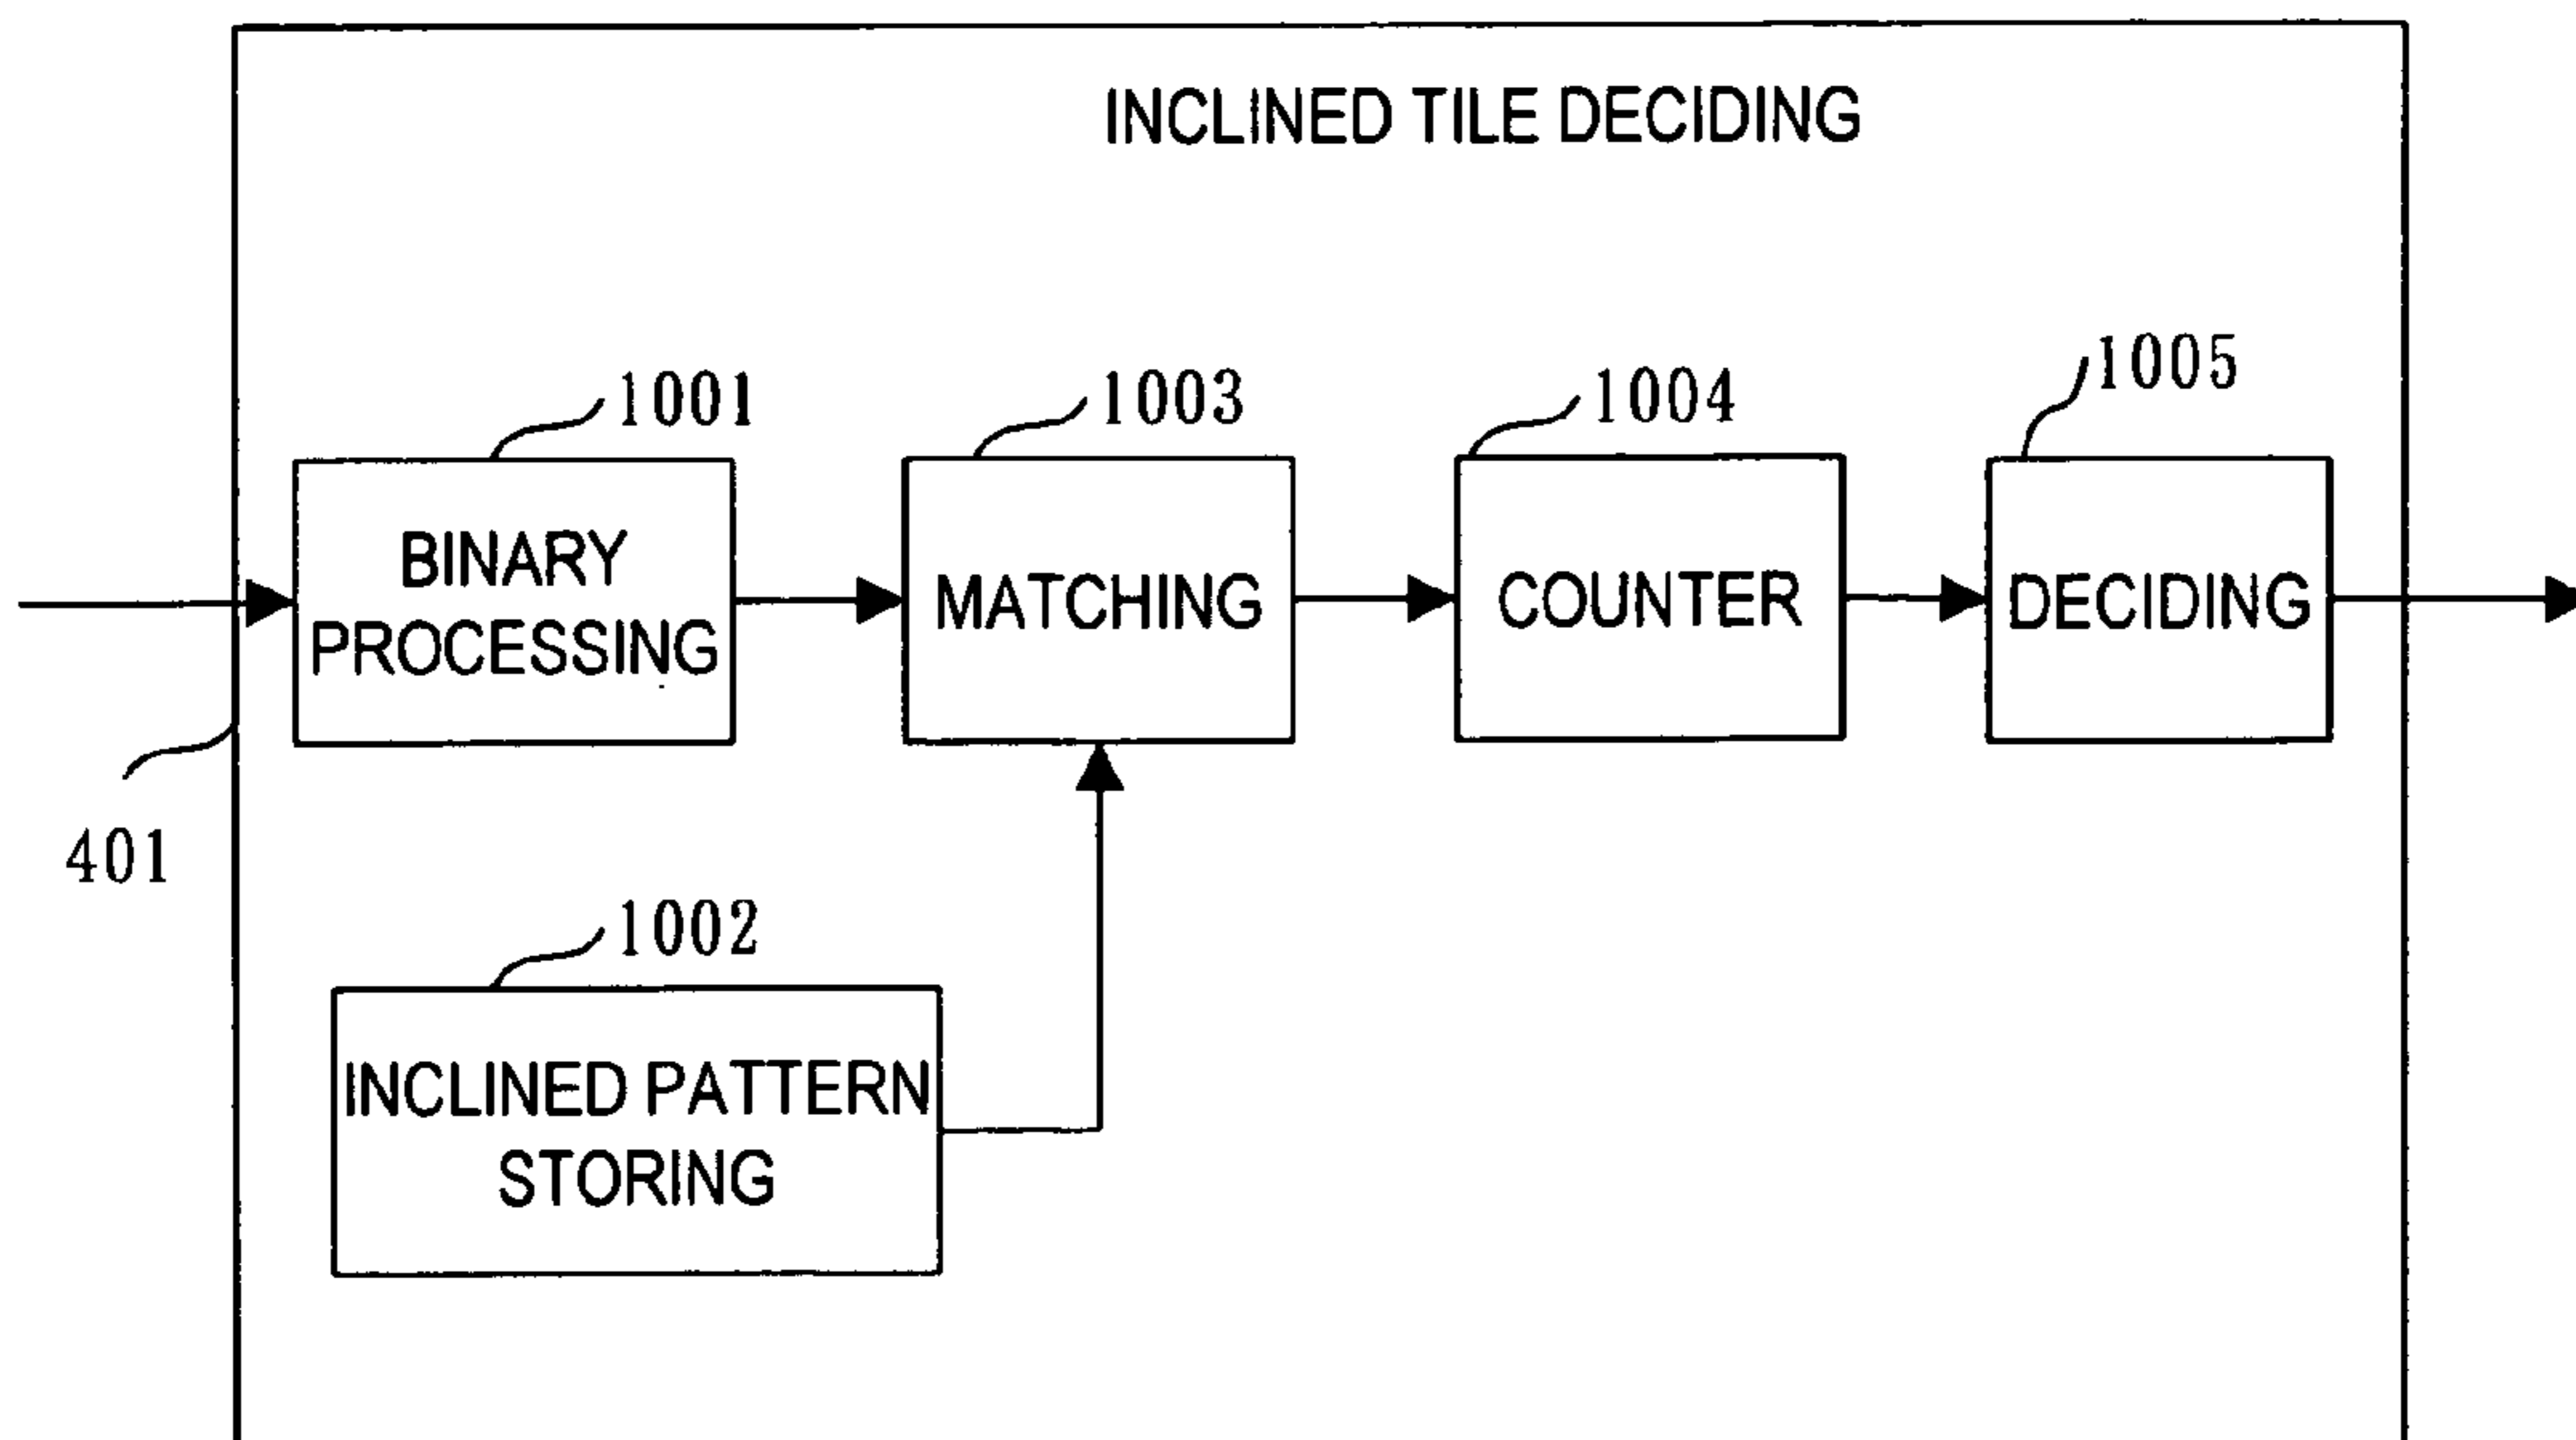 INCLINED TILE DECIDING
1001
1003
1004
1005
BINARY
PROCESSING
MATCHING
COUNTER
DECIDING
401
1002
INCLINED PATTERN
STORING